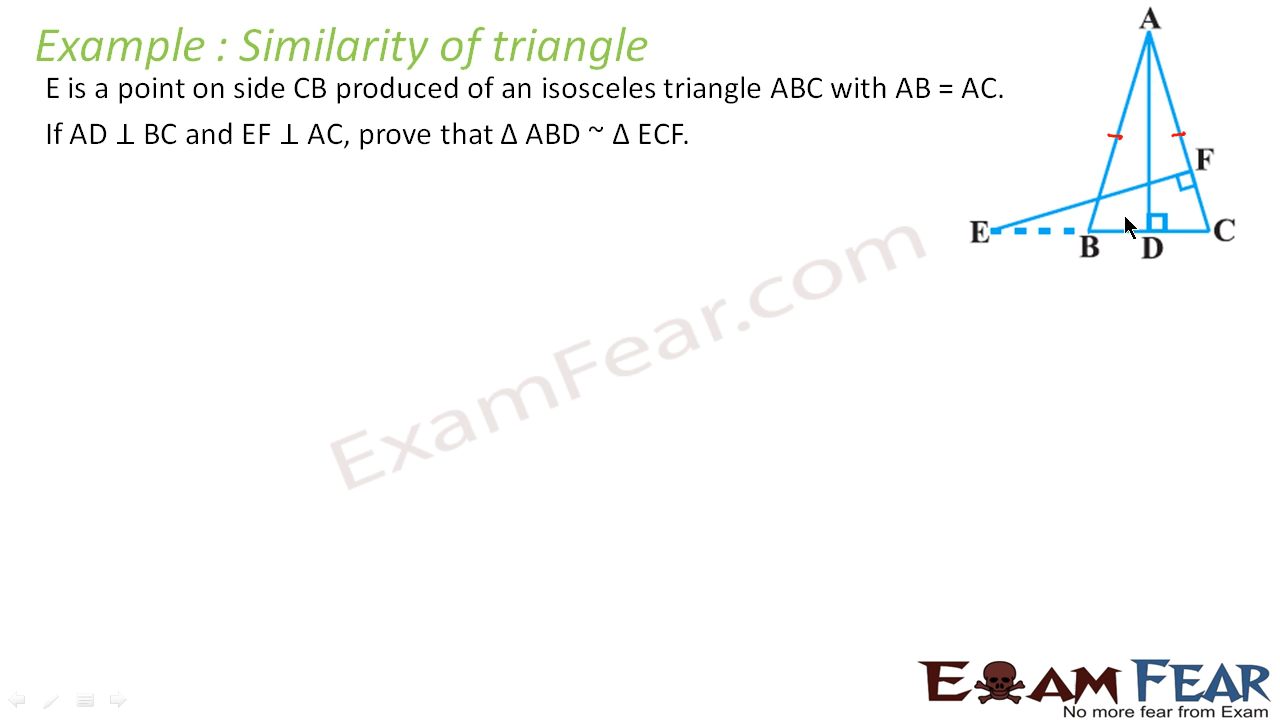 Example : Similarity of triangle
E is a point on side CB produced of an isosceles triangle ABC with AB = AC.
If AD ⊥ BC and EF ⊥ AC, prove that Δ ABD ~ Δ ECF.
A
F
E
B
D
C
ExamFear.com
EXAM FEAR
No more fear from Exam